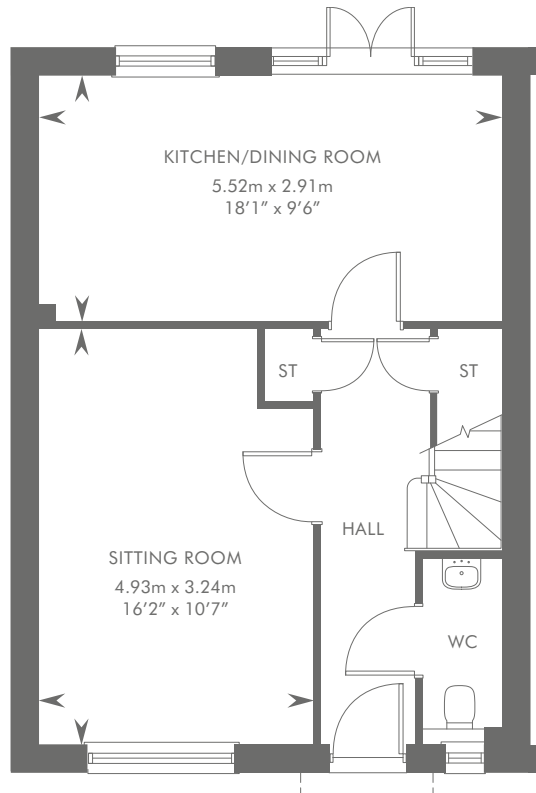 KITCHEN/DINING ROOM
5.52m x 2.91m
18’1” x 9’6”
ST
ST
HALL
SITTING ROOM
4.93m x 3.24m
16’2” x 10’7”
WC